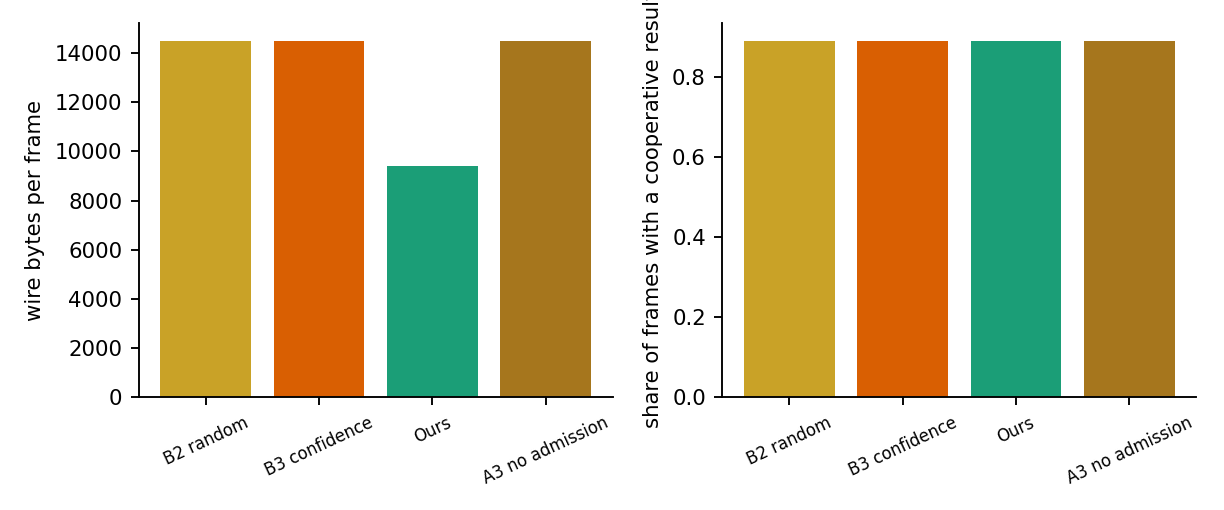 wire bytes per frame
14000
12000
10000
8000
6000
4000
2000
0
B2 random
B3 confidence
Ours
A3 no admission
share of frames with a cooperative resul
0.8
0.6
0.4
0.2
0.0
B2 random
B3 confidence
Ours
A3 no admission